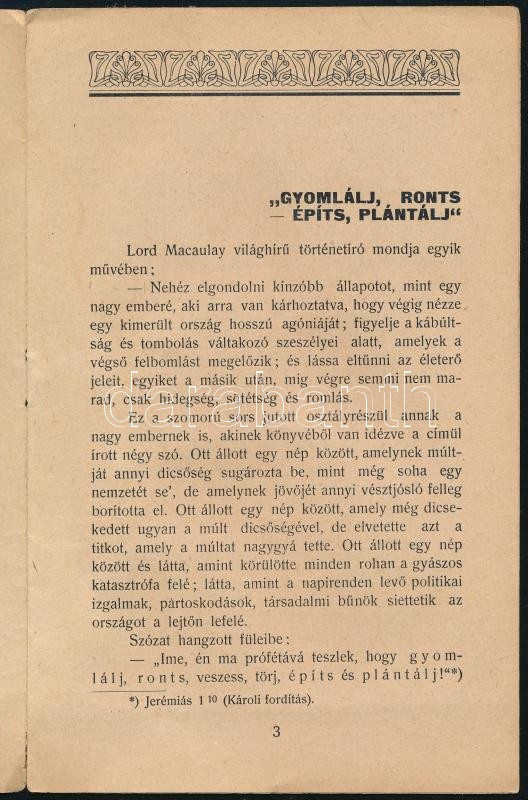 „GYOMLÁLJ, RONTS
— ÉPÍTS, PLÁNTÁLJ“
Lord Macaulay világhírű történetíró mondja egyik
művében;
— Nehéz elgondolni kínzóbb állapotot, mint egy
nagy emberé, aki arra van kárhoztatva, hogy végig nézze
egy kimerült ország hosszú agóniáját; figyelje a kábúlt-
ság és tombolás váltakozó szeszélyei alatt, amelyek a
végső felbomlást megelőzik; és lássa eltűnni az életerő
jeleit, egyiket a másik után, mig végre semmi nem ma-
rad, csak hidegség, sötétség és romlás.
Ez a szomorú sors jutott osztályrészül annak a
nagy embernek is, akinek könyvéből van idézve a címül
írott négy szó. Ott állott egy nép között, amelynek múlt-
ját annyi dicsőség sugározta be, mint még soha egy
nemzetét se', de amelynek jövőjét annyi vésztjósló felleg
borította el. Ott állott egy nép között, amely még dicse-
kedett ugyan a múlt dicsőségével, de elvetette azt a
titkot, amely a múltat nagygyá tette. Ott állott egy nép
között és látta, amint körülötte minden rohan a gyászos
katasztrófa felé; látta, amint a napirenden levő politikai
izgalmak, pártoskodások, társadalmi bűnök siettetik az
országot a lejtőn lefelé.
Szózat hangzott füleibe:
— „Ime, én ma prófétává teszlek, hogy gyom-
lálj, ronts, veszess, törj, építs és plántálj!“*)
*) Jerémiás 1 10 (Károli fordítás).
3
darabanth